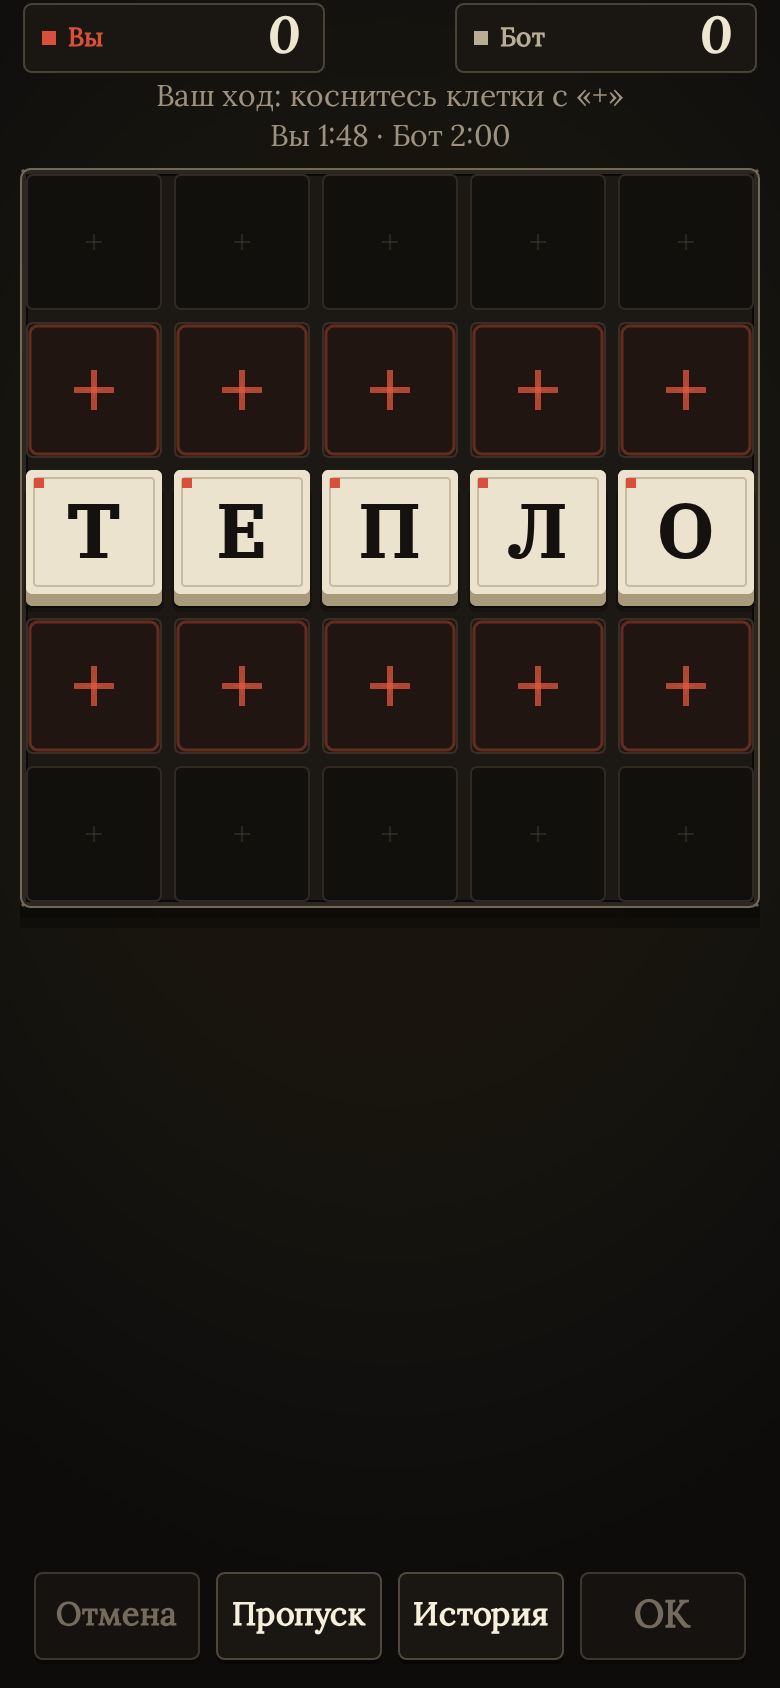 Вы 0 Бот 0
Ваш ход: коснитесь клетки с «+»
Вы 1:48 · Бот 2:00
+ + + + +
+ + + + +
Т Е П Л О
+ + + + +
+ + + + +
Отмена Пропуск История ОК